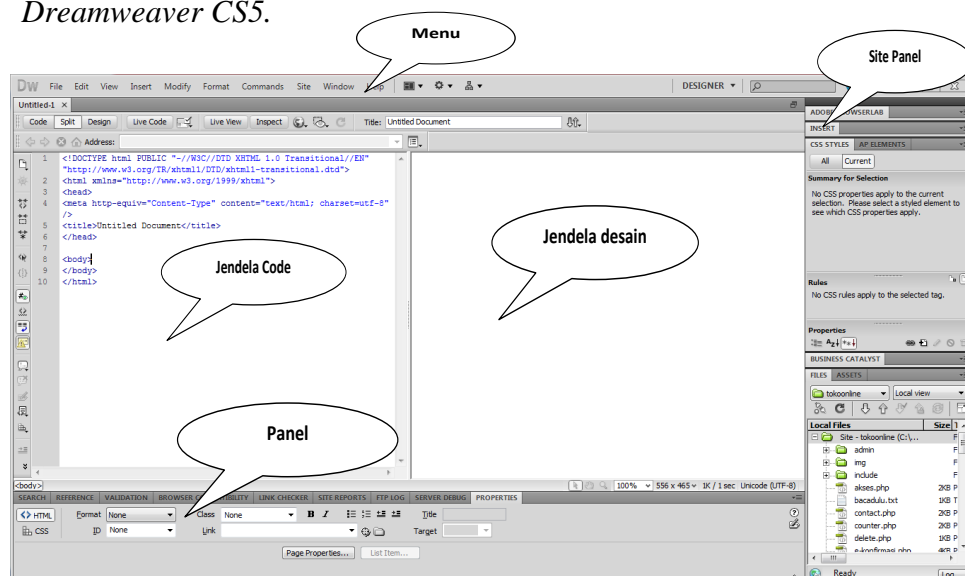 Dreamweaver CS5.
Menu
Site Panel
DW File Edit View Insert Modify Format Commands Site Window Help DESIGNER
Untitled-1 ×
Code Split Design Live Code Live View Inspect Title: Untitled Document
Address:
1 <!DOCTYPE html PUBLIC "-//W3C//DTD XHTML 1.0 Transitional//EN"
"http://www.w3.org/TR/xhtml1/DTD/xhtml1-transitional.dtd">
2 <html xmlns="http://www.w3.org/1999/xhtml">
3 <head>
4 <meta http-equiv="Content-Type" content="text/html; charset=utf-8"
/>
5 <title>Untitled Document</title>
6 </head>
7
8 <body>
9 </body>
10 </html>
Jendela Code
Jendela desain
Panel
INSERT
CSS STYLES AP ELEMENTS
All Current
Summary for Selection
No CSS properties apply to the current
selection. Please select a styled element to
see which CSS properties apply.
Rules
No CSS rules apply to the selected tag.
Properties
BUSINESS CATALYST
FILES ASSETS
tokoonline Local view
Local Files Size
Site - tokoonline (C:\,...
admin
img
include
akses.php 2KB
bacadulu.txt 1KB
contact.php 2KB
counter.php 2KB
delete.php 1KB
e-konfirmasi.php 4KB
Ready Log...
<body> 100% 556 x 465 1K / 1 sec Unicode (UTF-8)
SEARCH REFERENCE VALIDATION LINK CHECKER SITE REPORTS FTP LOG SERVER DEBUG PROPERTIES
<> HTML Format None Class None B I Title
CSS ID None Link Target
Page Properties... List Item...